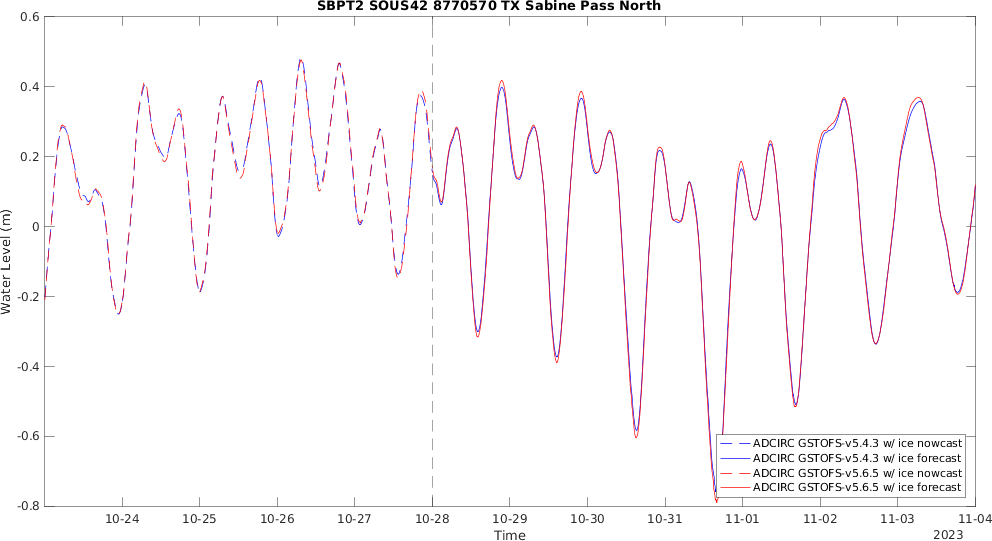 SBPT2 SOUS42 8770570 TX Sabine Pass North
0.6
0.4
0.2
0
-0.2
-0.4
-0.6
-0.8
Water Level (m)
ADCIRC GSTOFS-v5.4.3 w/ ice nowcast
ADCIRC GSTOFS-v5.4.3 w/ ice forecast
ADCIRC GSTOFS-v5.6.5 w/ ice nowcast
ADCIRC GSTOFS-v5.6.5 w/ ice forecast
10-24 10-25 10-26 10-27 10-28 10-29 10-30 10-31 11-01 11-02 11-03 11-04
Time
2023